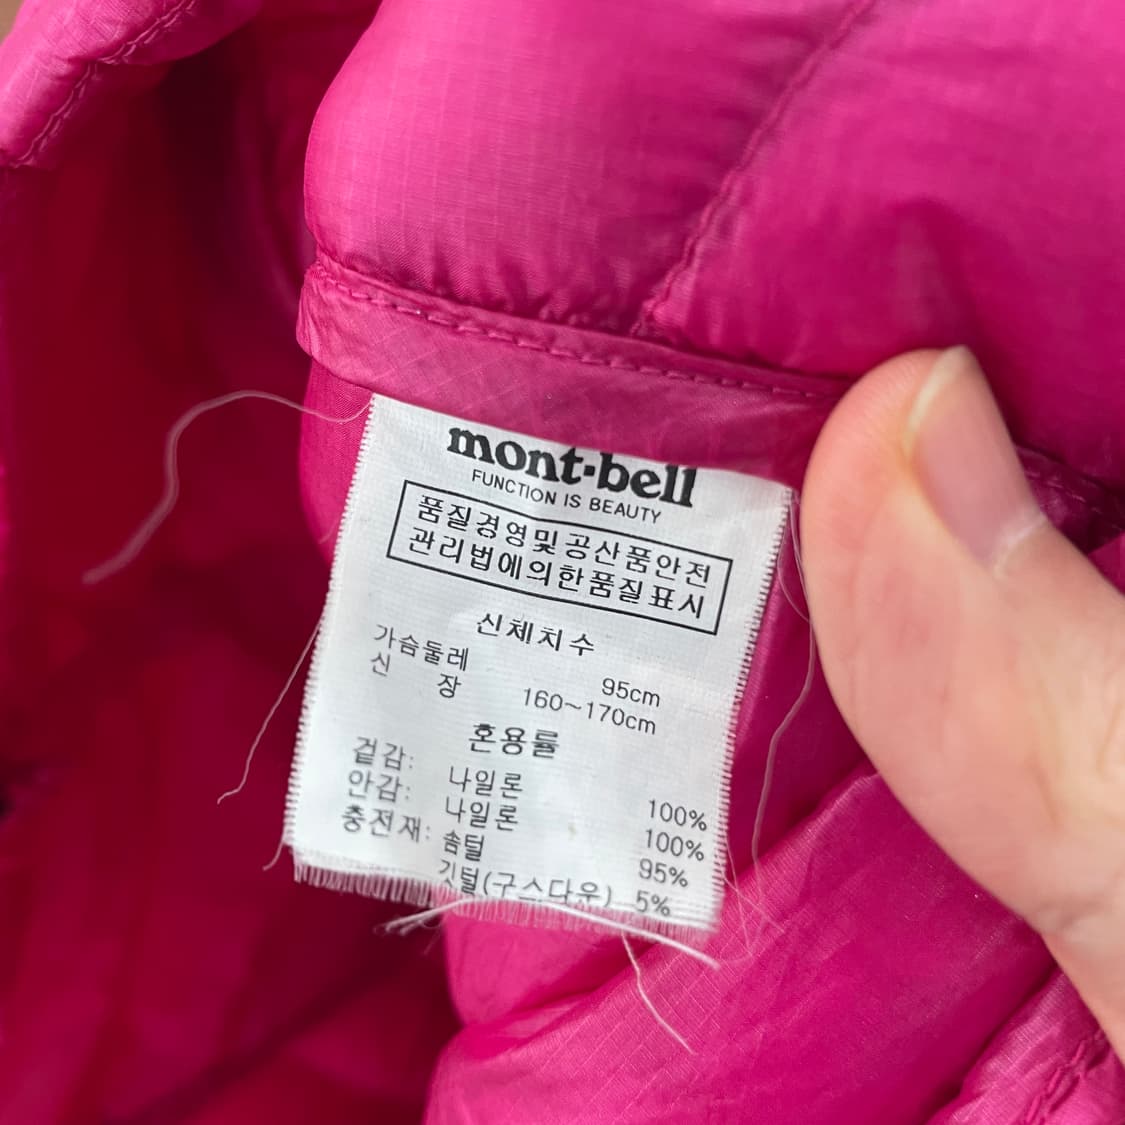 mont-bell
FUNCTION IS BEAUTY
품질경영및공산품안전
관리법에의한품질표시
신체치수
가슴둘레 95cm
신 장 160~170cm
혼용률
겉감: 나일론 100%
안감: 나일론 100%
충전재: 솜털 95%
깃털(구스다운) 5%